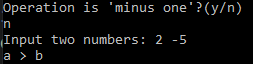 Operation is 'minus one'?(y/n)
n
Input two numbers: 2 -5
a > b